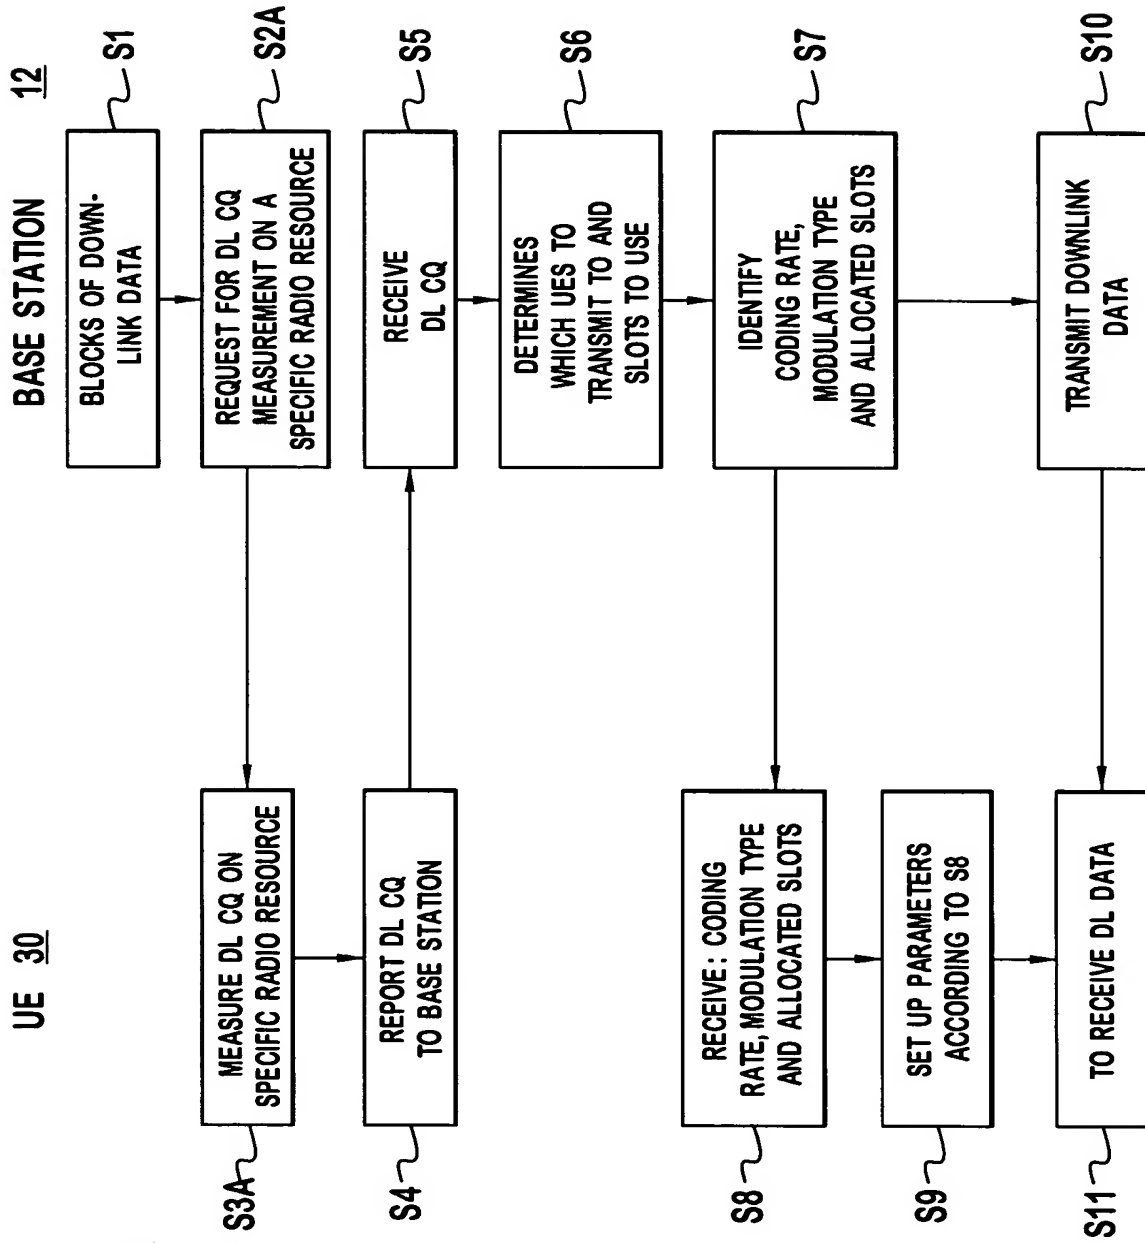 UE 30
BASE STATION 12
BLOCKS OF DOWN-
LINK DATA
S1
REQUEST FOR DL CQ
MEASUREMENT ON A
SPECIFIC RADIO RESOURCE
S2A
MEASURE DL CQ ON
SPECIFIC RADIO RESOURCE
S3A
REPORT DL CQ
TO BASE STATION
S4
RECEIVE
DL CQ
S5
DETERMINES
WHICH UES TO
TRANSMIT TO AND
SLOTS TO USE
S6
IDENTIFY
CODING RATE,
MODULATION TYPE
AND ALLOCATED SLOTS
S7
RECEIVE: CODING
RATE, MODULATION TYPE
AND ALLOCATED SLOTS
S8
SET UP PARAMETERS
ACCORDING TO S8
S9
TRANSMIT DOWNLINK
DATA
S10
TO RECEIVE DL DATA
S11